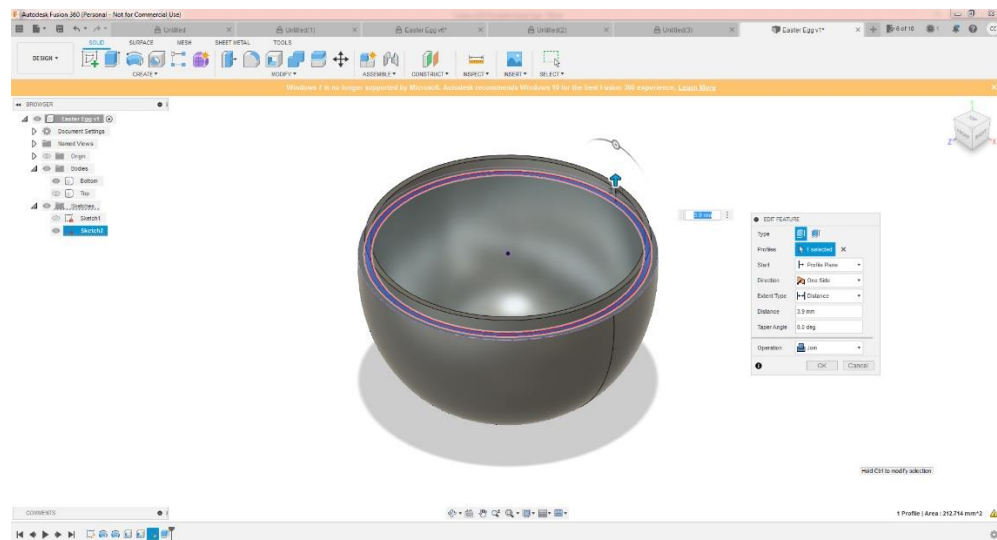 Autodesk Fusion 360 (Personal - Not for Commercial Use)
Untitled
Untitled(1)
Easter Egg v6*
Untitled(2)
Untitled(3)
Easter Egg v1*
6 of 10
1
SOLID
SURFACE
MESH
SHEET METAL
TOOLS
DESIGN
CREATE
MODIFY
ASSEMBLE
CONSTRUCT
INSPECT
INSERT
SELECT
Windows 7 is no longer supported by Microsoft. Autodesk recommends Windows 10 for the best Fusion 360 experience. Learn More
BROWSER
Easter Egg v1
Document Settings
Named Views
Origin
Bodies
Bottom
Top
Sketches
Sketch1
Sketch2
3.9 mm
EDIT FEATURE
Type
Profiles 1 selected
Start Profile Plane
Direction One Side
Extent Type Distance
Distance 3.9 mm
Taper Angle 0.0 deg
Operation Join
OK Cancel
Hold Ctrl to modify selection
COMMENTS
1 Profile | Area : 212.714 mm^2